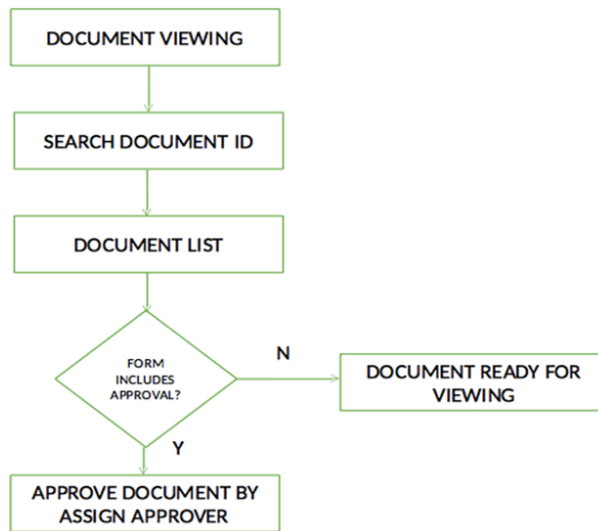 DOCUMENT VIEWING
SEARCH DOCUMENT ID
DOCUMENT LIST
FORM
INCLUDES
APPROVAL?
N
DOCUMENT READY FOR
VIEWING
Y
APPROVE DOCUMENT BY
ASSIGN APPROVER